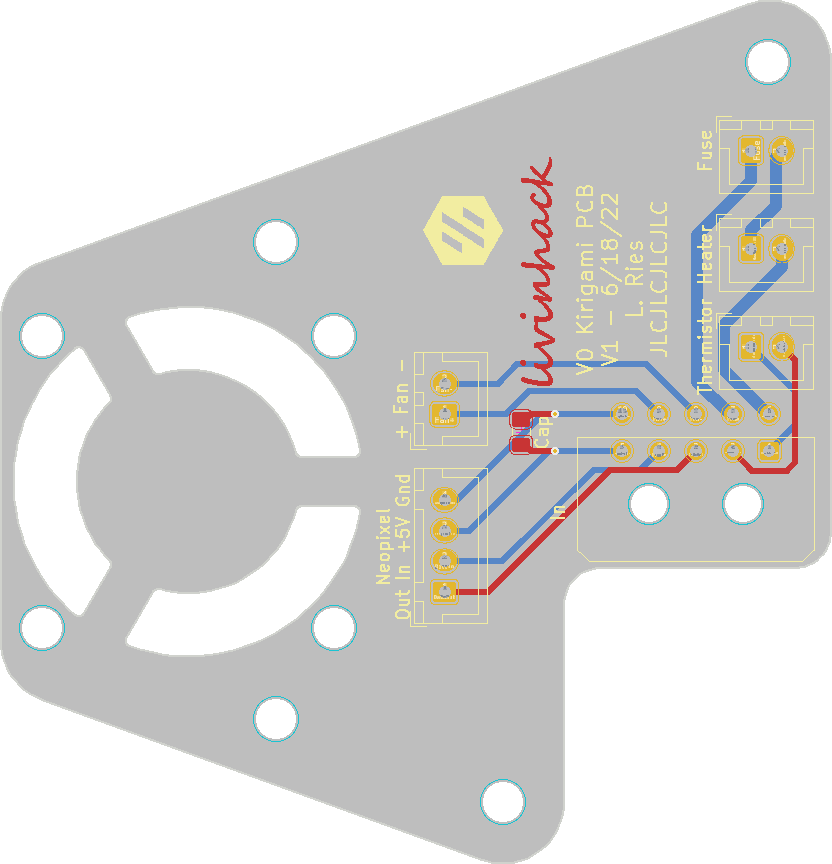 Fuse
Heater
Thermistor
V0 Kirigami PCB
V1 - 6/18/22
L. Ries
JLCJLCJLCJLC
+ Fan -
Cap
In
Neopixel
Out In +5V Gnd
Fuse